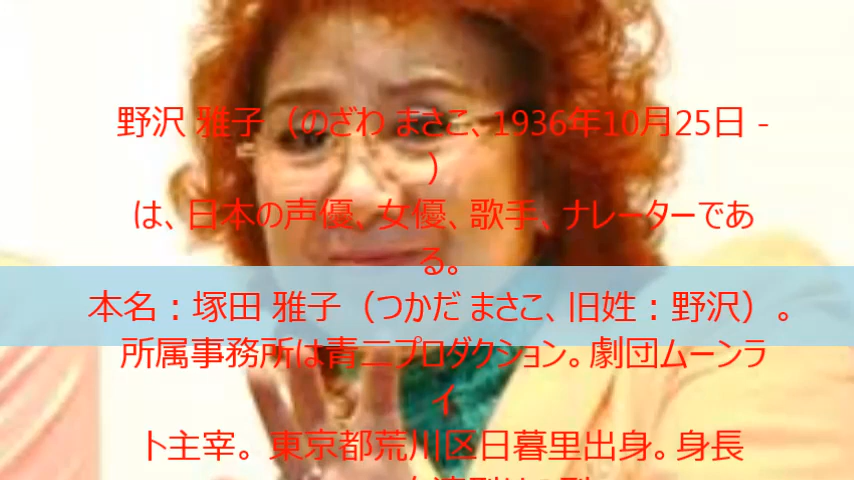 野沢 雅子（のざわ まさこ、1936年10月25日 -
）
は、日本の声優、女優、歌手、ナレーターであ
る。
本名：塚田 雅子（つかだ まさこ、旧姓：野沢）。
所属事務所は青二プロダクション。劇団ムーンラ
イ
ト主宰。東京都荒川区日暮里出身。身長